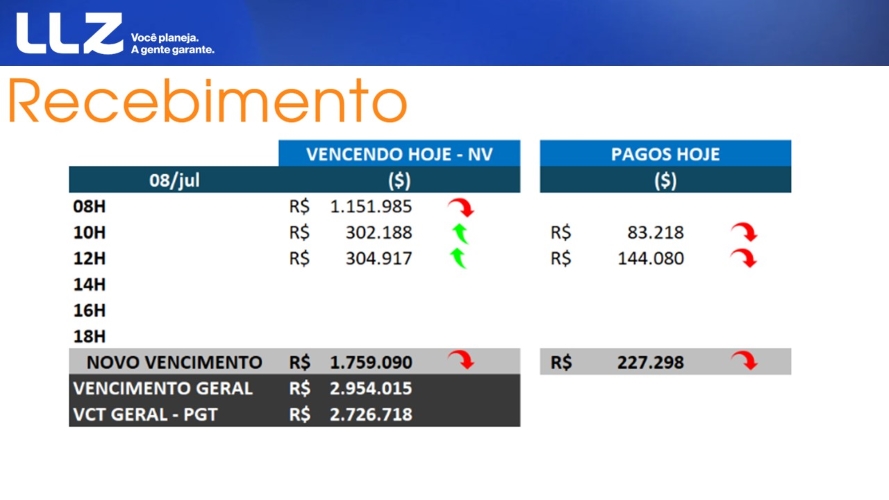 LLZ Você planeja.
A gente garante.
Recebimento
VENCENDO HOJE - NV PAGOS HOJE
08/jul ($) ($)
08H R$ 1.151.985
10H R$ 302.188 R$ 83.218
12H R$ 304.917 R$ 144.080
14H
16H
18H
NOVO VENCIMENTO R$ 1.759.090 R$ 227.298
VENCIMENTO GERAL R$ 2.954.015
VCT GERAL - PGT R$ 2.726.718